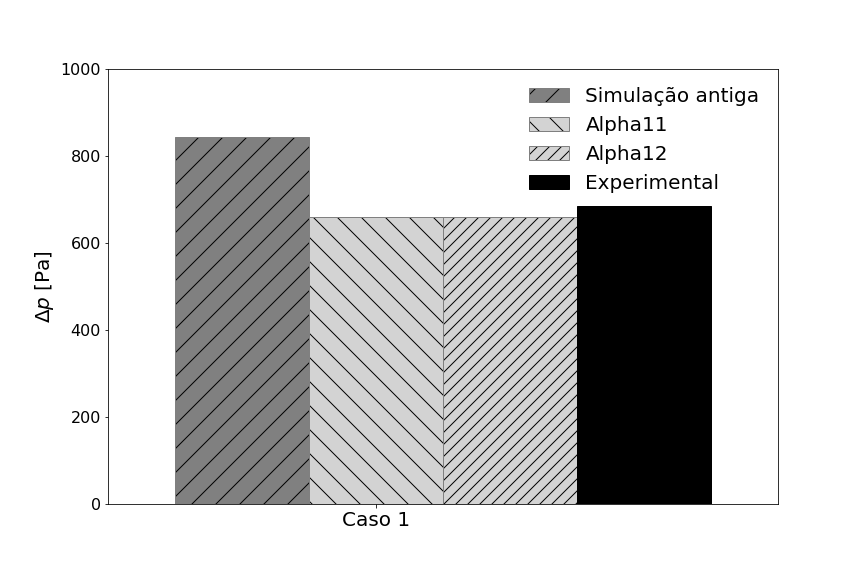 1000
800
600
400
200
0
Δp [Pa]
Simulação antiga
Alpha11
Alpha12
Experimental
Caso 1